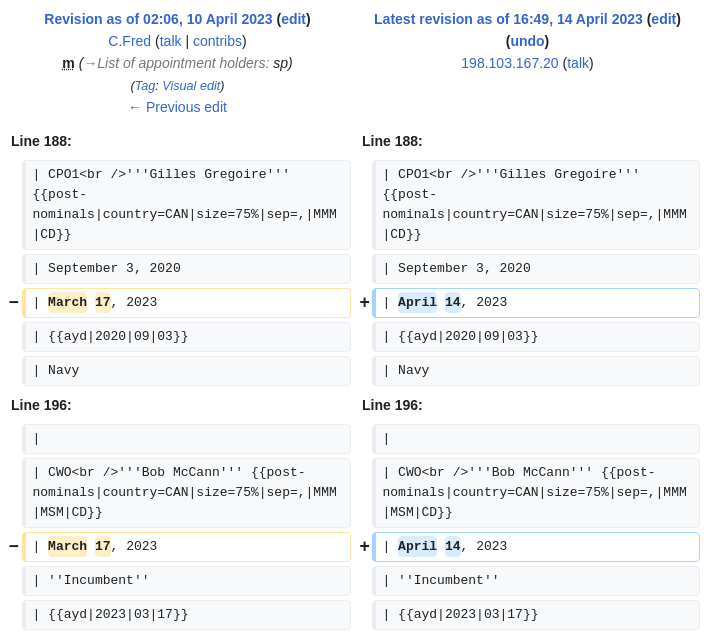 Revision as of 02:06, 10 April 2023 (edit)
C.Fred (talk | contribs)
m (→List of appointment holders: sp)
(Tag: Visual edit)
← Previous edit
Latest revision as of 16:49, 14 April 2023 (edit)
(undo)
198.103.167.20 (talk)
Line 188:
Line 188:
| CPO1<br />'''Gilles Gregoire'''
{{post-
nominals|country=CAN|size=75%|sep=,|MMM
|CD}}
| CPO1<br />'''Gilles Gregoire'''
{{post-
nominals|country=CAN|size=75%|sep=,|MMM
|CD}}
| September 3, 2020
| September 3, 2020
− | March 17, 2023
+ | April 14, 2023
| {{ayd|2020|09|03}}
| {{ayd|2020|09|03}}
| Navy
| Navy
Line 196:
Line 196:
|
|
| CWO<br />'''Bob McCann''' {{post-
nominals|country=CAN|size=75%|sep=,|MMM
|MSM|CD}}
| CWO<br />'''Bob McCann''' {{post-
nominals|country=CAN|size=75%|sep=,|MMM
|MSM|CD}}
− | March 17, 2023
+ | April 14, 2023
| ''Incumbent''
| ''Incumbent''
| {{ayd|2023|03|17}}
| {{ayd|2023|03|17}}